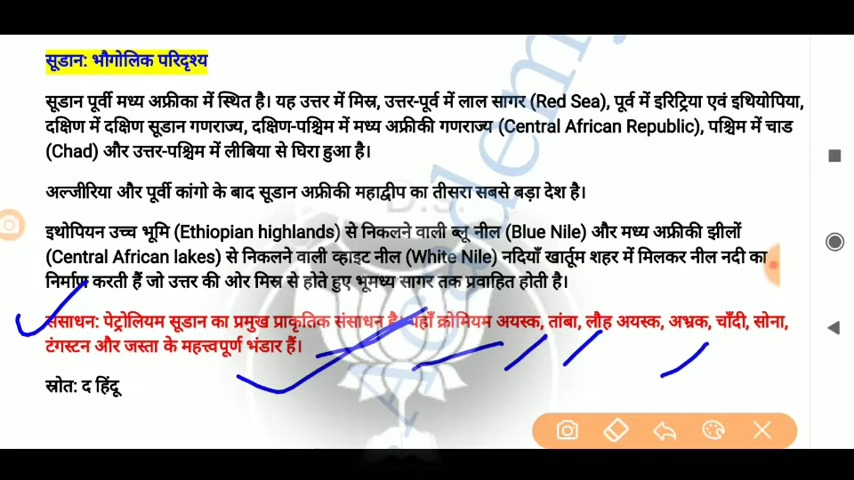 सूडान: भौगोलिक परिदृश्य
सूडान पूर्वी मध्य अफ्रीका में स्थित है। यह उत्तर में मिस्र, उत्तर-पूर्व में लाल सागर (Red Sea), पूर्व में इरिट्रिया एवं इथियोपिया,
दक्षिण में दक्षिण सूडान गणराज्य, दक्षिण-पश्चिम में मध्य अफ्रीकी गणराज्य (Central African Republic), पश्चिम में चाड
(Chad) और उत्तर-पश्चिम में लीबिया से घिरा हुआ है।
अल्जीरिया और पूर्वी कांगो के बाद सूडान अफ्रीकी महाद्वीप का तीसरा सबसे बड़ा देश है।
इथोपियन उच्च भूमि (Ethiopian highlands) से निकलने वाली ब्लू नील (Blue Nile) और मध्य अफ्रीकी झीलों
(Central African lakes) से निकलने वाली व्हाइट नील (White Nile) नदियाँ खार्तूम शहर में मिलकर नील नदी का
निर्माण करती हैं जो उत्तर की ओर मिस्र से होते हुए भूमध्य सागर तक प्रवाहित होती है।
संसाधन: पेट्रोलियम सूडान का प्रमुख प्राकृतिक संसाधन है। यहाँ क्रोमियम अयस्क, तांबा, लौह अयस्क, अभ्रक, चाँदी, सोना,
टंगस्टन और जस्ता के महत्त्वपूर्ण भंडार हैं।
स्रोत: द हिंदू
Academy